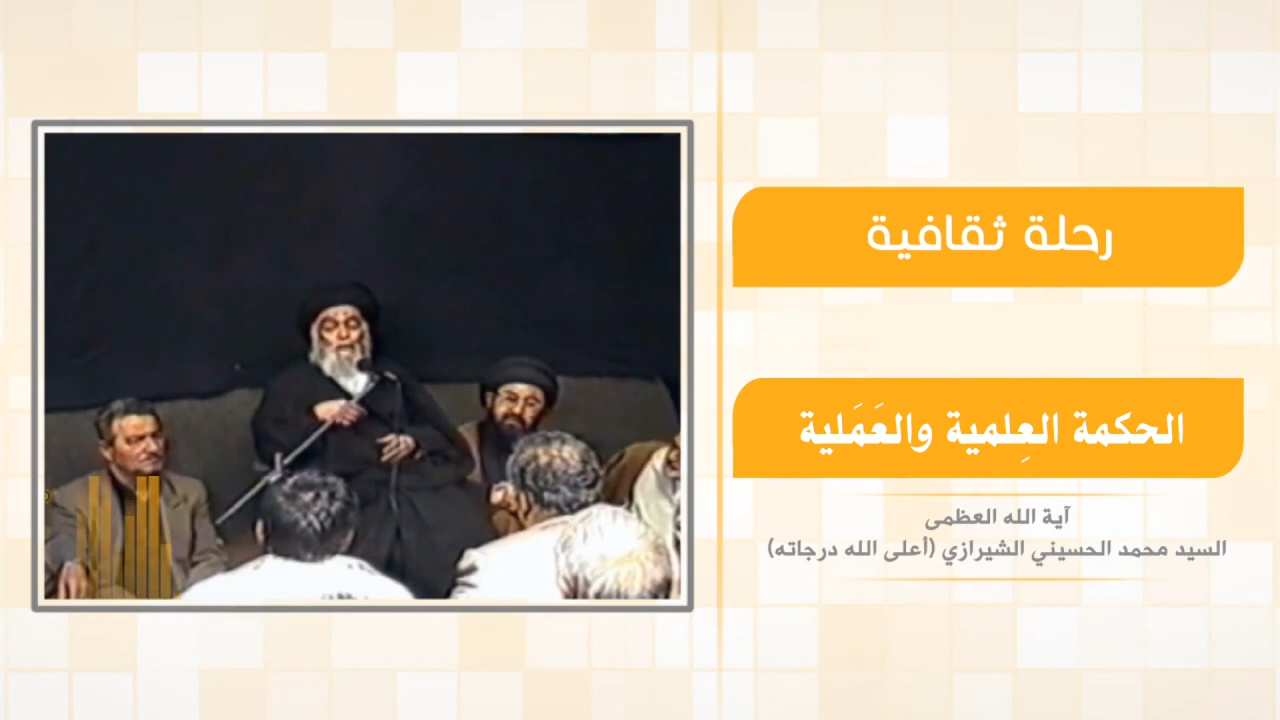 رحلة ثقافية
الحكمة العِلمية والعَمَلية
آية الله العظمى
السيد محمد الحسيني الشيرازي (أعلى الله درجاته)